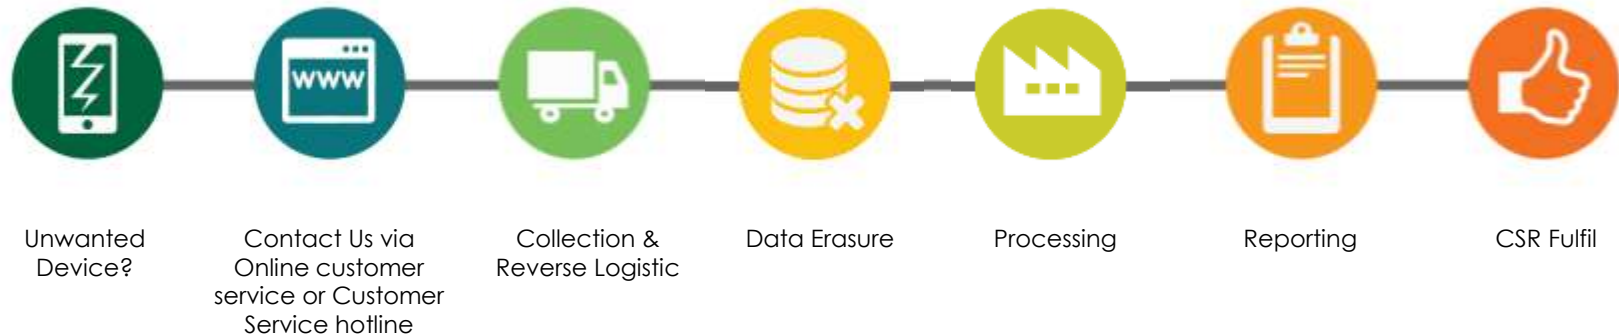 www
Unwanted
Device?
Contact Us via
Online customer
service or Customer
Service hotline
Collection &
Reverse Logistic
Data Erasure
Processing
Reporting
CSR Fulfil